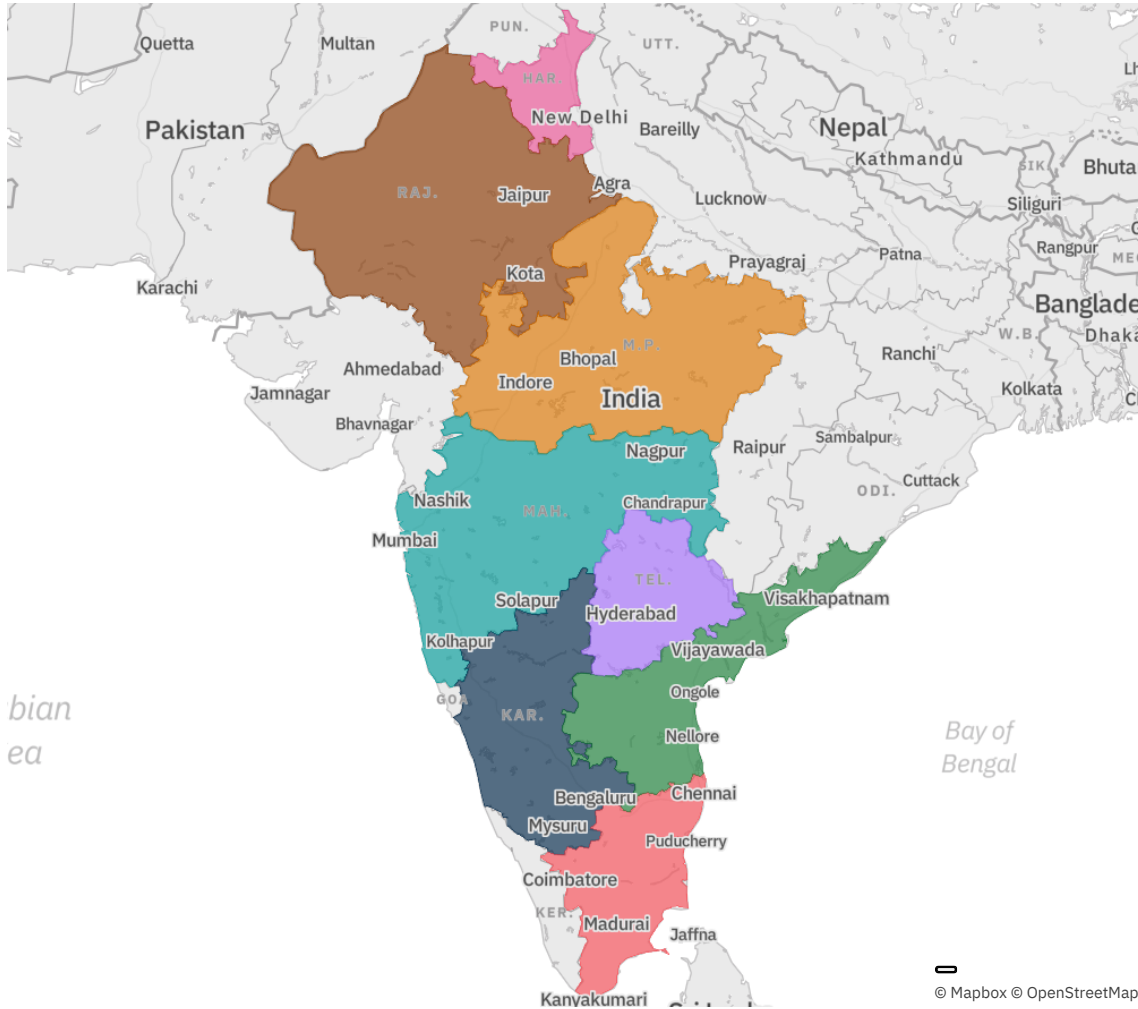 PUN.
Quetta
Multan
UTT.
Lh
HAR.
New Delhi
Pakistan
Bareilly
Nepal
Kathmandu
SIK.
Bhuta
RAJ.
Jaipur
Agra
Lucknow
Siliguri
Patna
Rangpur
MEG
Kota
Prayagraj
Karachi
Banglade
W.B.
Dhaka
M.P.
Bhopal
Ranchi
Ahmedabad
Indore
Jamnagar
India
Kolkata
Bhavnagar
Nagpur
Raipur
Sambalpur
Cuttack
ODI.
Nashik
MAH.
Chandrapur
Mumbai
TEL.
Solapur
Hyderabad
Visakhapatnam
Kolhapur
Vijayawada
GOA
Ongole
bian
ea
KAR.
Nellore
Bay of
Bengal
Bengaluru
Chennai
Mysuru
Puducherry
Coimbatore
KER.
Madurai
Jaffna
Kanyakumari
© Mapbox © OpenStreetMap